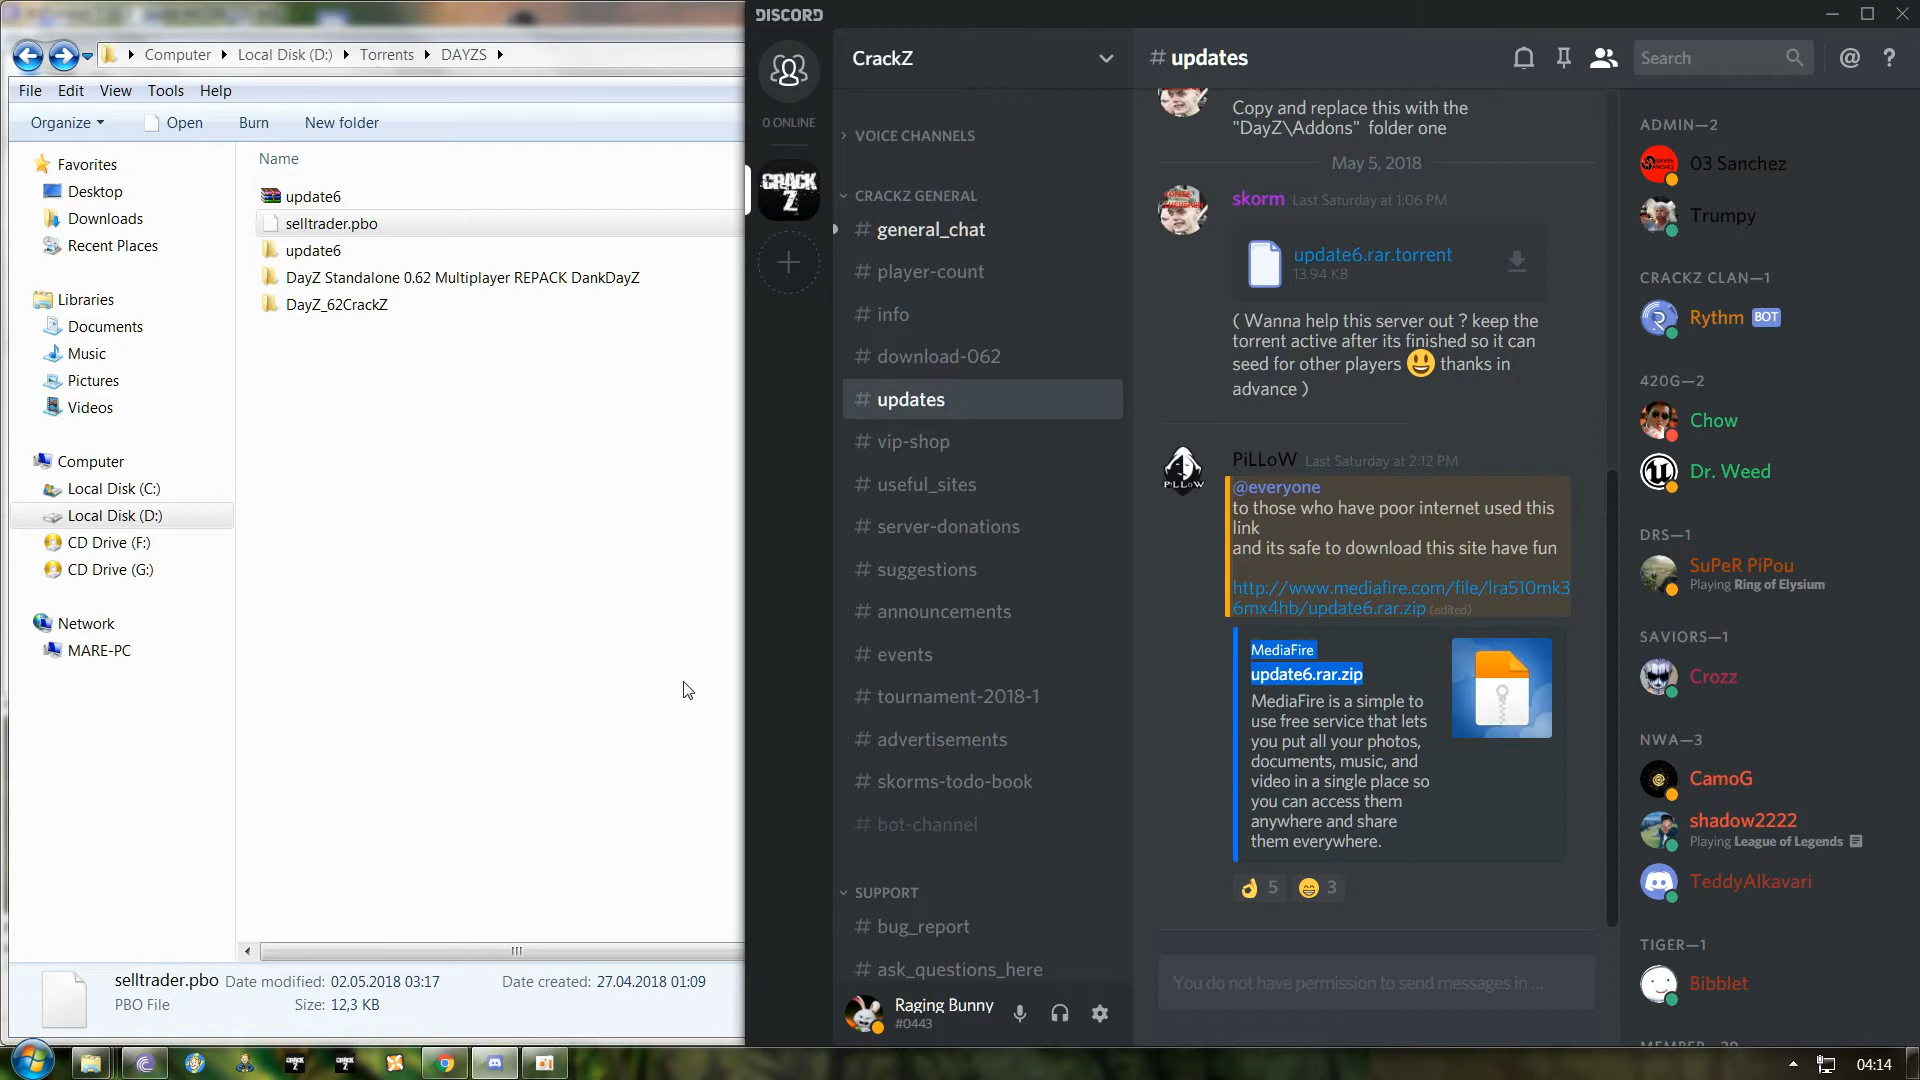 Computer Local Disk (D:) Torrents DAYZS
File Edit View Tools Help
Organize Open Burn New folder
Favorites
Desktop
Downloads
Recent Places
Libraries
Documents
Music
Pictures
Videos
Computer
Local Disk (C:)
Local Disk (D:)
CD Drive (F:)
CD Drive (G:)
Network
MARE-PC
Name
update6
selltrader.pbo
update6
DayZ Standalone 0.62 Multiplayer REPACK DankDayZ
DayZ_62CrackZ
selltrader.pbo Date modified: 02.05.2018 03:17 Date created: 27.04.2018 01:09
PBO File Size: 12,3 KB
DISCORD
0 ONLINE
CRACK
Z
CrackZ
VOICE CHANNELS
CRACKZ GENERAL
# general_chat
# player-count
# info
# download-062
# updates
# vip-shop
# useful_sites
# server-donations
# suggestions
# announcements
# events
# tournament-2018-1
# advertisements
# skorms-todo-book
# bot-channel
SUPPORT
# bug_report
# ask_questions_here
Raging Bunny
#0443
# updates
Search
@ ?
Copy and replace this with the
"DayZ\Addons" folder one
May 5, 2018
skorm Last Saturday at 1:06 PM
update6.rar.torrent
13.94 KB
( Wanna help this server out ? keep the
torrent active after its finished so it can
seed for other players 😃 thanks in
advance )
PiLLoW Last Saturday at 2:12 PM
PiLLoW
@everyone
to those who have poor internet used this
link
and its safe to download this site have fun
http://www.mediafire.com/file/lra510mk3
6mx4hb/update6.rar.zip (edited)
MediaFire
update6.rar.zip
MediaFire is a simple to
use free service that lets
you put all your photos,
documents, music, and
video in a single place so
you can access them
anywhere and share
them everywhere.
👌 5 😄 3
You do not have permission to send messages in ...
ADMIN—2
03 Sanchez
Trumpy
CRACKZ CLAN—1
Rythm BOT
420G—2
Chow
Dr. Weed
DRS—1
SuPeR PiPou
Playing Ring of Elysium
SAVIORS—1
Crozz
NWA—3
CamoG
shadow2222
Playing League of Legends
TeddyAlkavari
TIGER—1
Bibblet
04:14